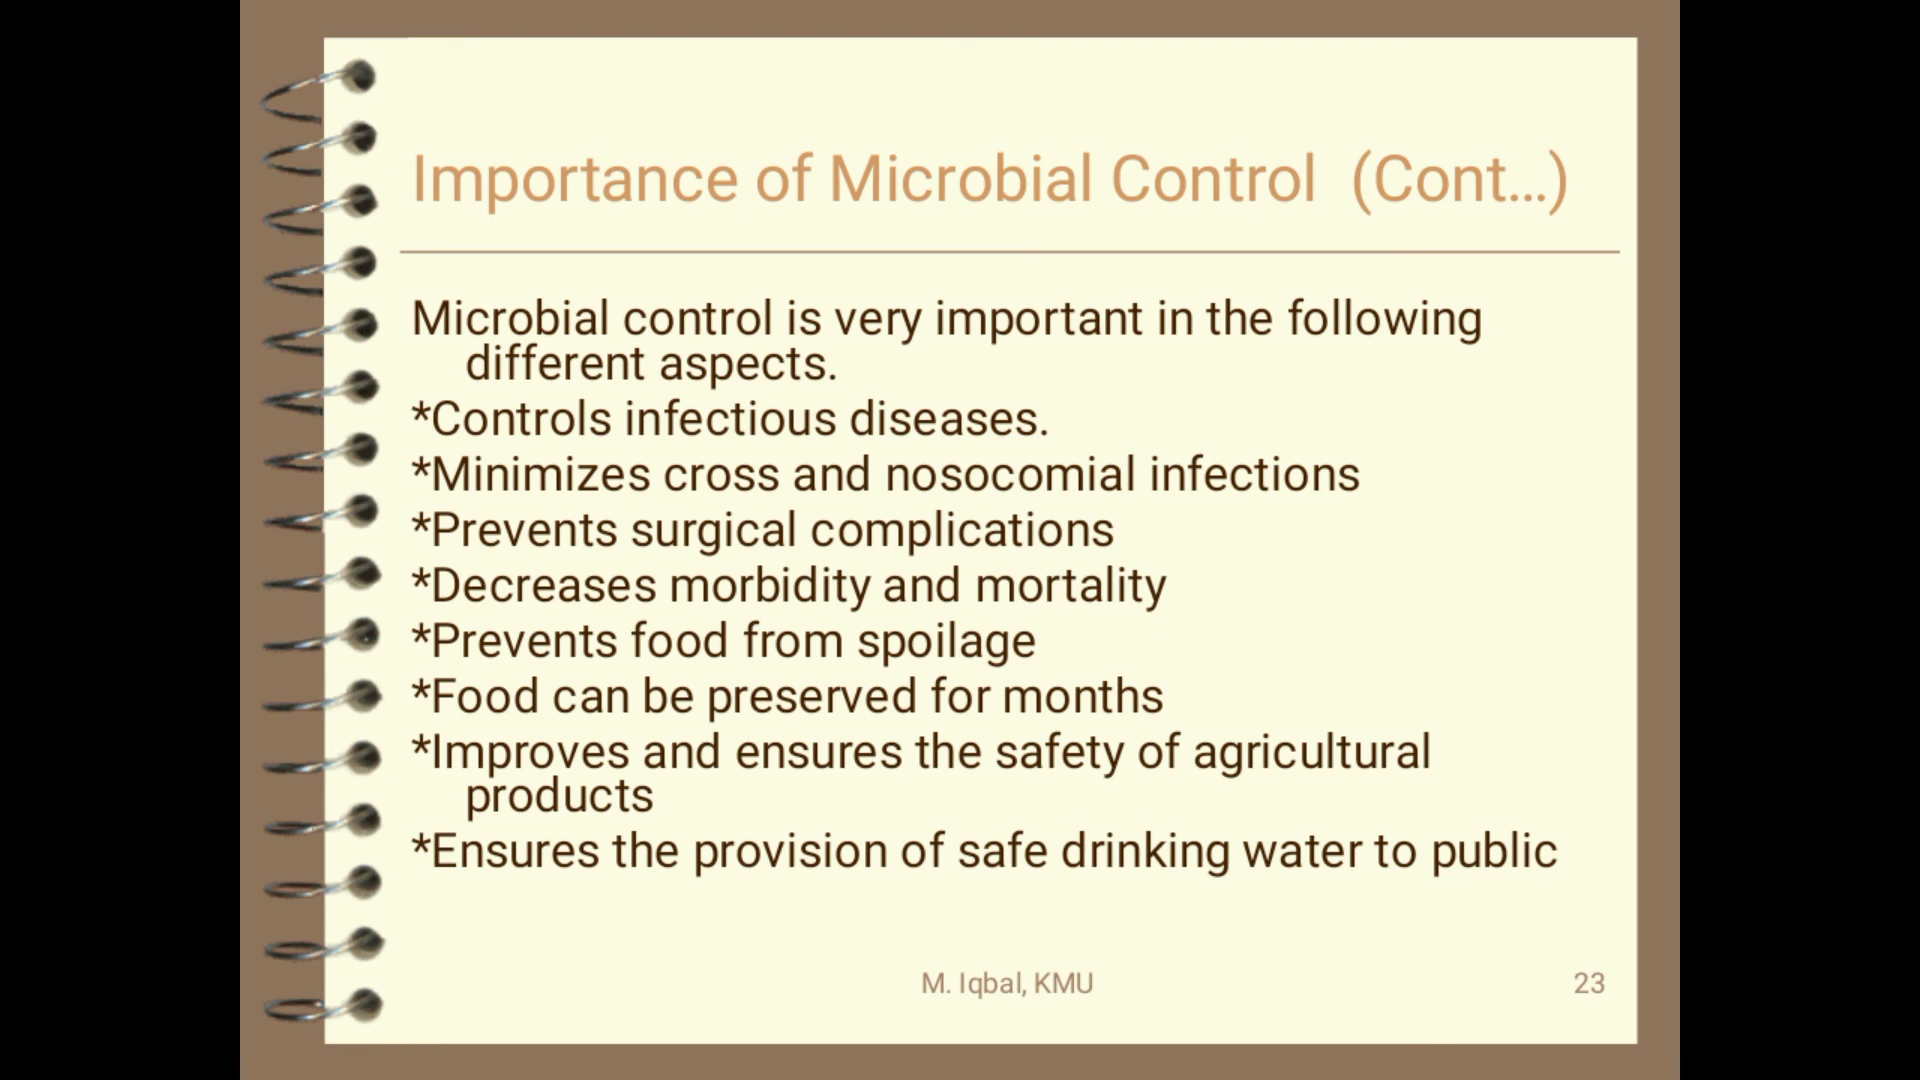 Importance of Microbial Control  (Cont...)
Microbial control is very important in the following
different aspects.
*Controls infectious diseases.
*Minimizes cross and nosocomial infections
*Prevents surgical complications
*Decreases morbidity and mortality
*Prevents food from spoilage
*Food can be preserved for months
*Improves and ensures the safety of agricultural
products
*Ensures the provision of safe drinking water to public
M. Iqbal, KMU
23